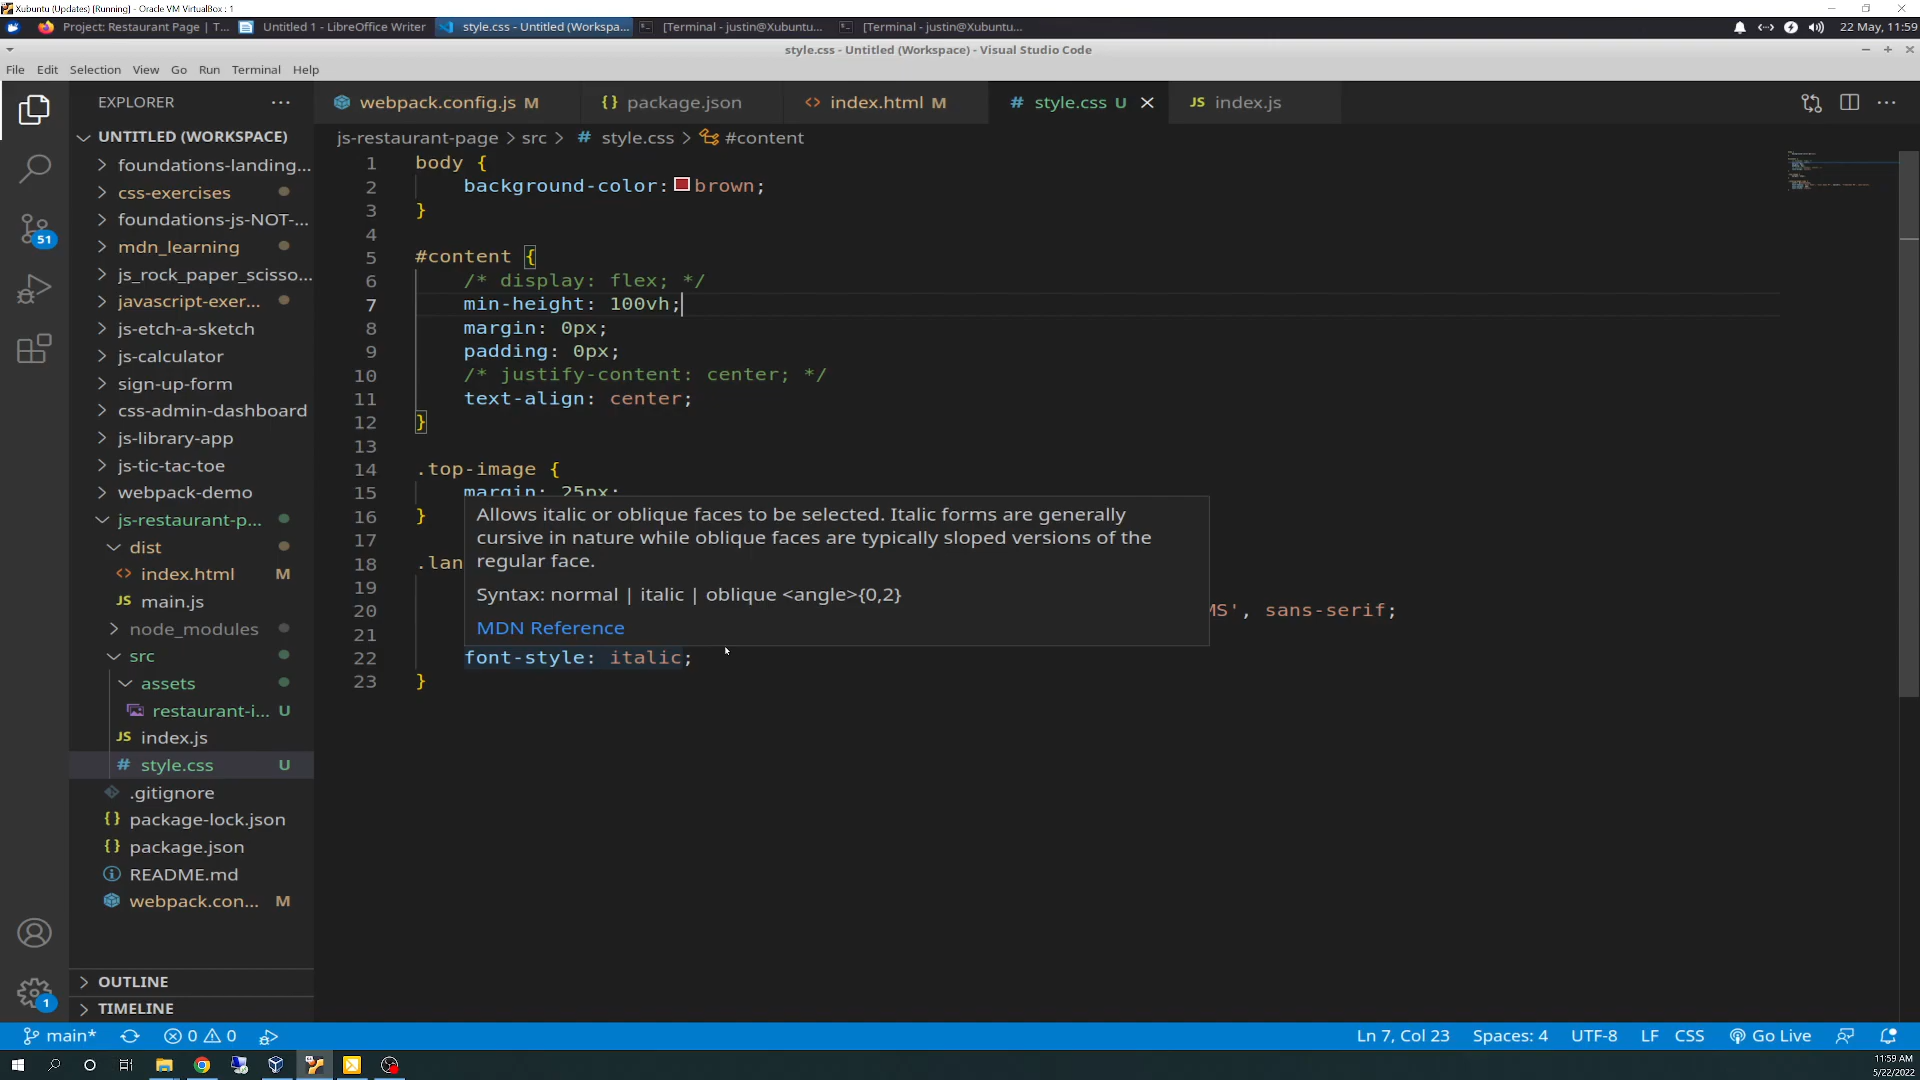 Xubuntu (Updates) [Running] - Oracle VM VirtualBox : 1
Project: Restaurant Page | T...
Untitled 1 - LibreOffice Writer
style.css - Untitled (Workspa...
[Terminal - justin@Xubuntu...
[Terminal - justin@Xubuntu...
22 May, 11:59
style.css - Untitled (Workspace) - Visual Studio Code
File Edit Selection View Go Run Terminal Help
EXPLORER
webpack.config.js M
{} package.json
<> index.html M
# style.css U
JS index.js
UNTITLED (WORKSPACE)
js-restaurant-page > src > # style.css > #content
foundations-landing...
css-exercises
foundations-js-NOT-...
mdn_learning
js_rock_paper_scisso...
javascript-exer...
js-etch-a-sketch
js-calculator
sign-up-form
css-admin-dashboard
js-library-app
js-tic-tac-toe
webpack-demo
js-restaurant-p...
dist
<> index.html M
JS main.js
node_modules
src
assets
restaurant-i... U
JS index.js
# style.css U
.gitignore
{} package-lock.json
{} package.json
README.md
webpack.con... M
OUTLINE
TIMELINE
51
1
1 body {
2 background-color: brown;
3 }
4
5 #content {
6 /* display: flex; */
7 min-height: 100vh;
8 margin: 0px;
9 padding: 0px;
10 /* justify-content: center; */
11 text-align: center;
12 }
13
14 .top-image {
15 margin: 25px;
16 }
17
18 .lan
19
20 MS', sans-serif;
21
22 font-style: italic;
23 }
Allows italic or oblique faces to be selected. Italic forms are generally
cursive in nature while oblique faces are typically sloped versions of the
regular face.
Syntax: normal | italic | oblique <angle>{0,2}
MDN Reference
main*
0 0
Ln 7, Col 23
Spaces: 4
UTF-8
LF
CSS
Go Live
11:59 AM
5/22/2022